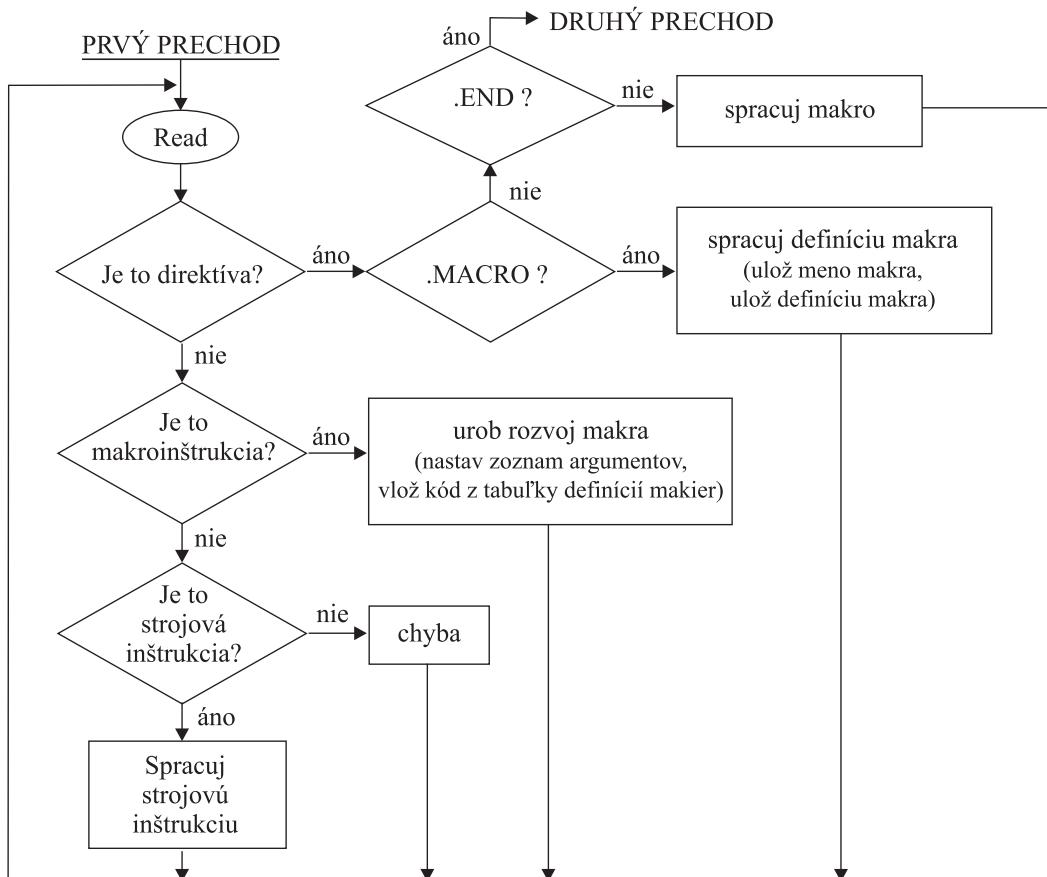 PRVÝ PRECHOD
Read
Je to direktíva?
áno
nie
.MACRO ?
nie
áno
.END ?
áno
DRUHÝ PRECHOD
nie
spracuj makro
spracuj definíciu makra
(ulož meno makra,
ulož definíciu makra)
Je to
makroinštrukcia?
áno
nie
urob rozvoj makra
(nastav zoznam argumentov,
vlož kód z tabuľky definícií makier)
Je to
strojová
inštrukcia?
nie
áno
chyba
Spracuj
strojovú
inštrukciu